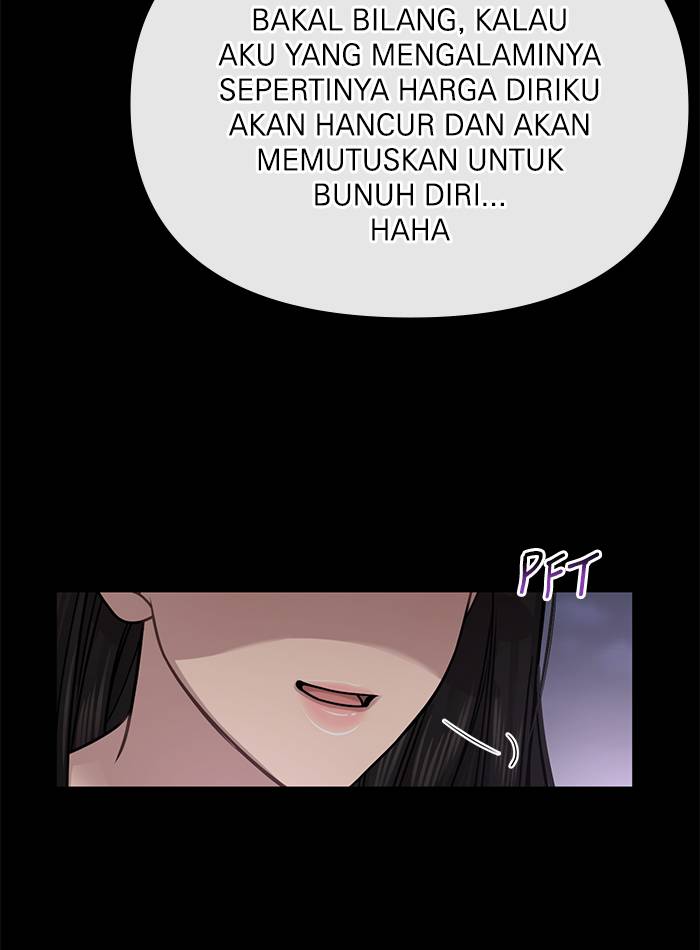 BAKAL BILANG, KALAU
AKU YANG MENGALAMINYA
SEPERTINYA HARGA DIRIKU
AKAN HANCUR DAN AKAN
MEMUTUSKAN UNTUK
BUNUH DIRI...
HAHA
PFT